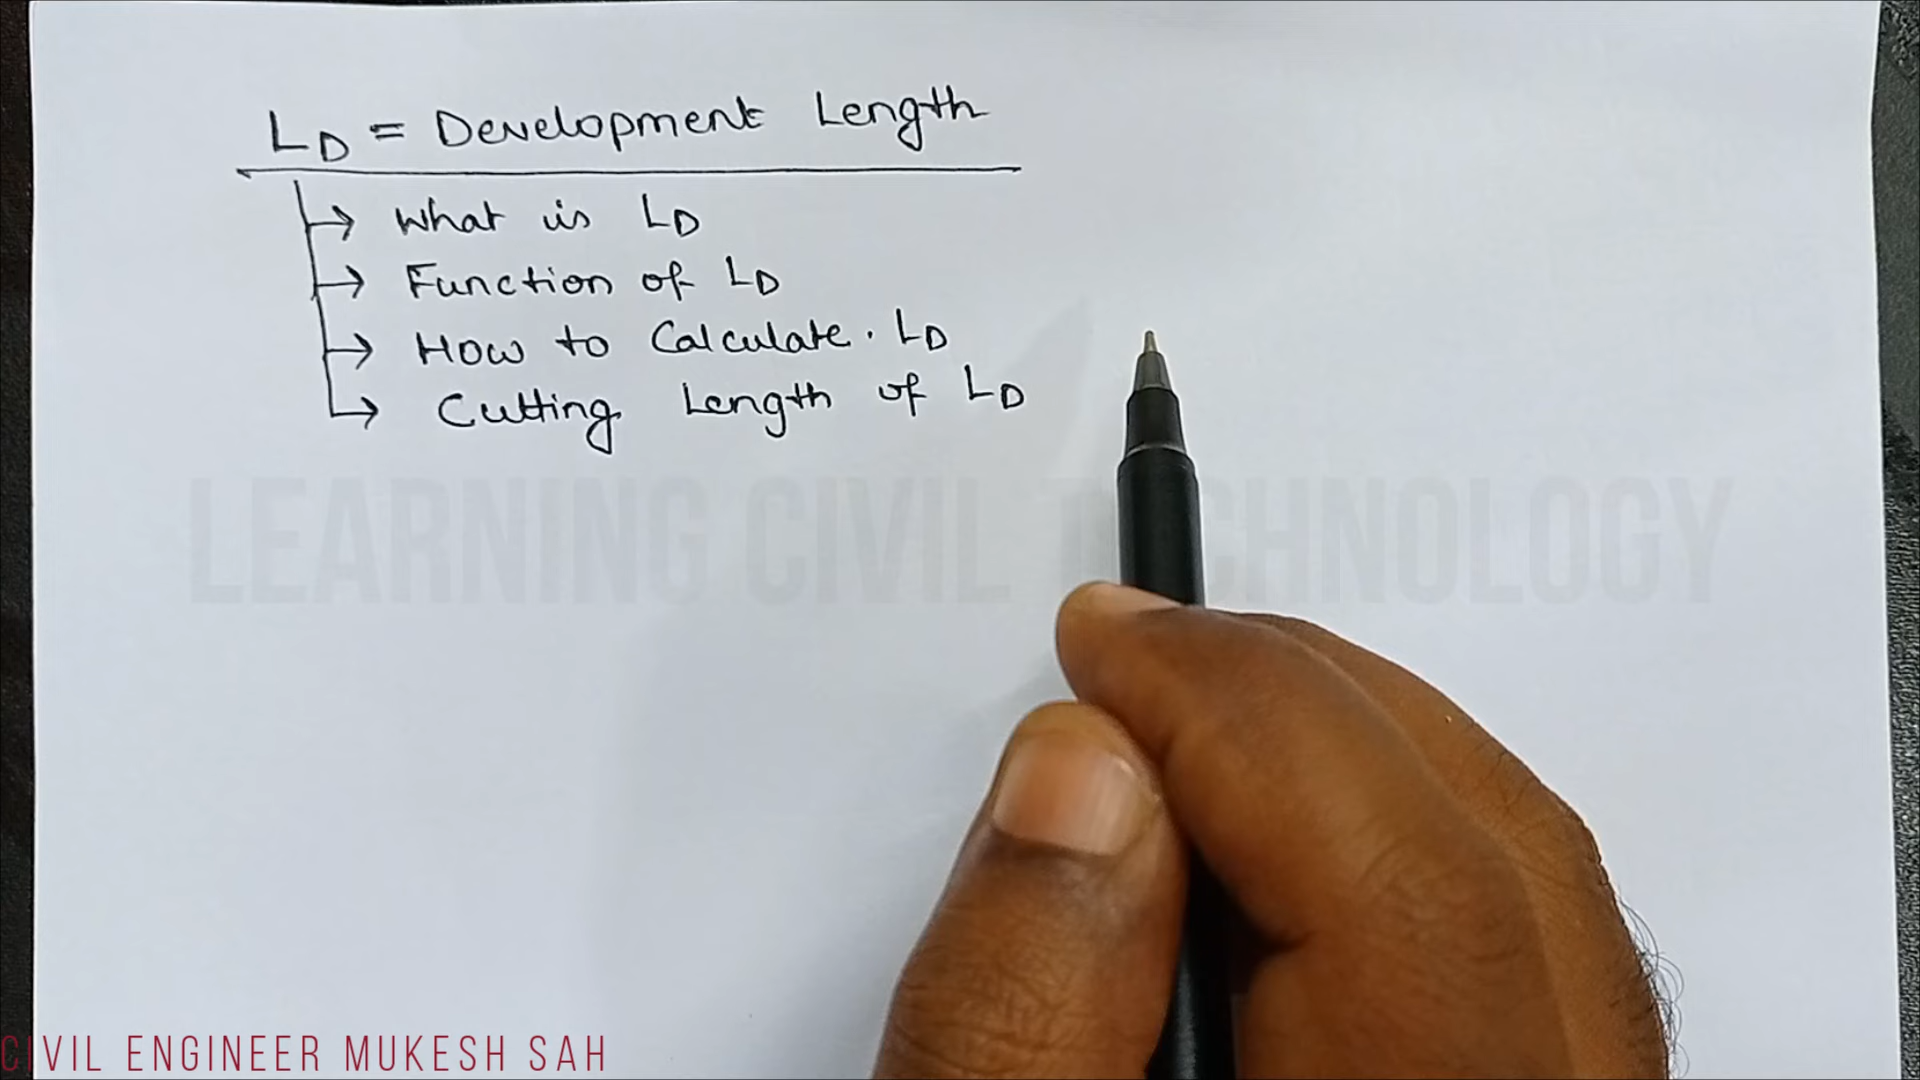 LD = Development Length
What is LD
Function of LD
How to Calculate. LD
Cutting Length of LD
LEARNING CIVIL TECHNOLOGY
CIVIL ENGINEER MUKESH SAH